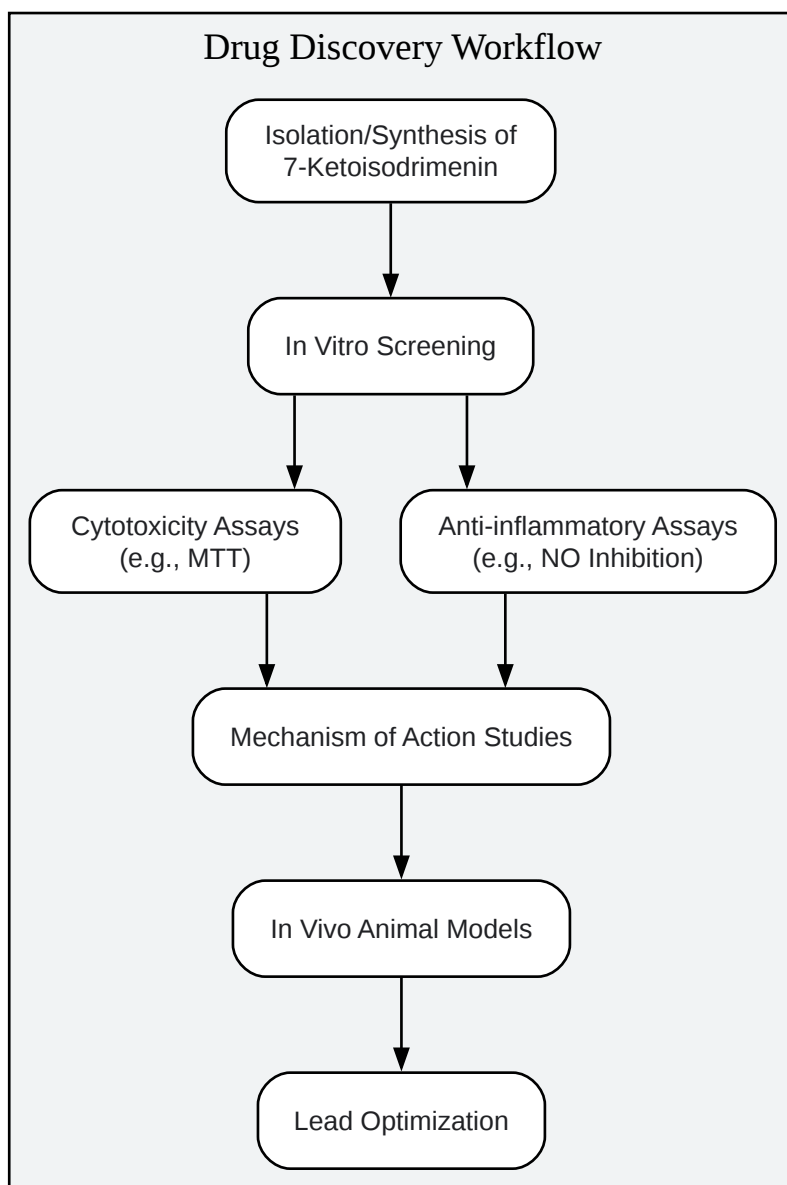 Drug Discovery Workflow
Isolation/Synthesis of
7-Ketoisodrimenin
In Vitro Screening
Cytotoxicity Assays
(e.g., MTT)
Anti-inflammatory Assays
(e.g., NO Inhibition)
Mechanism of Action Studies
In Vivo Animal Models
Lead Optimization